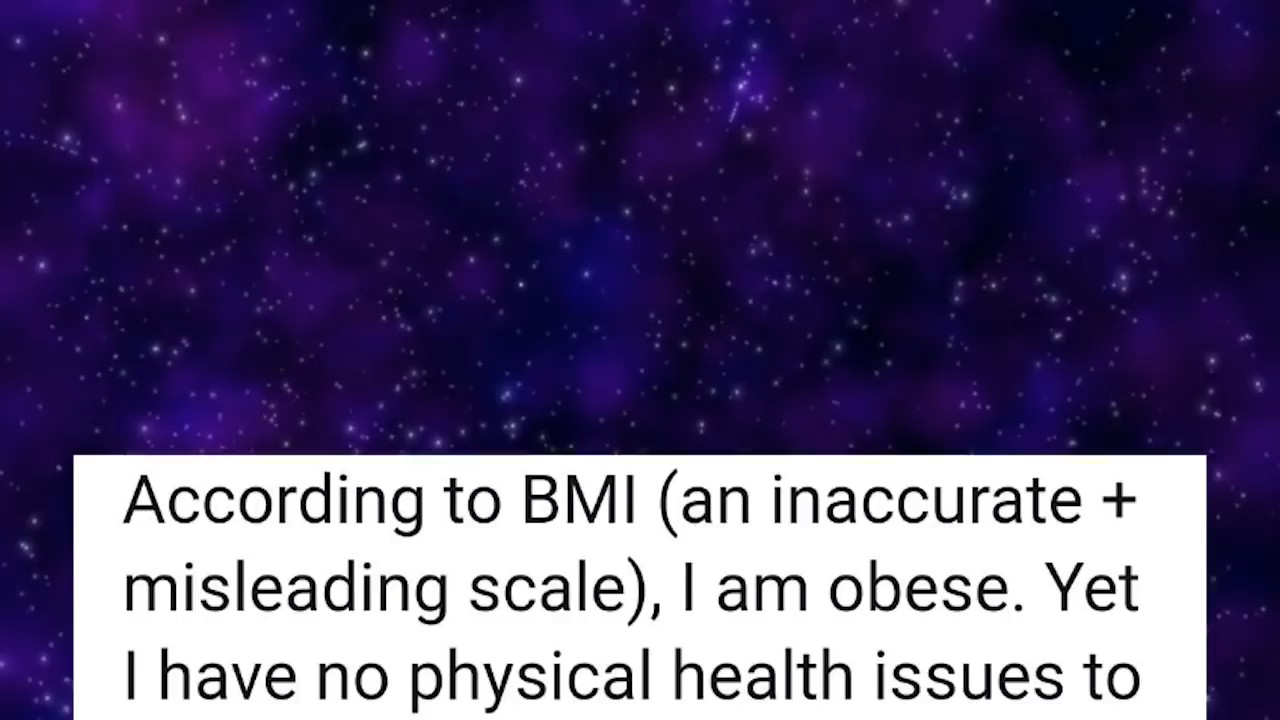 According to BMI (an inaccurate +
misleading scale), I am obese. Yet
I have no physical health issues to